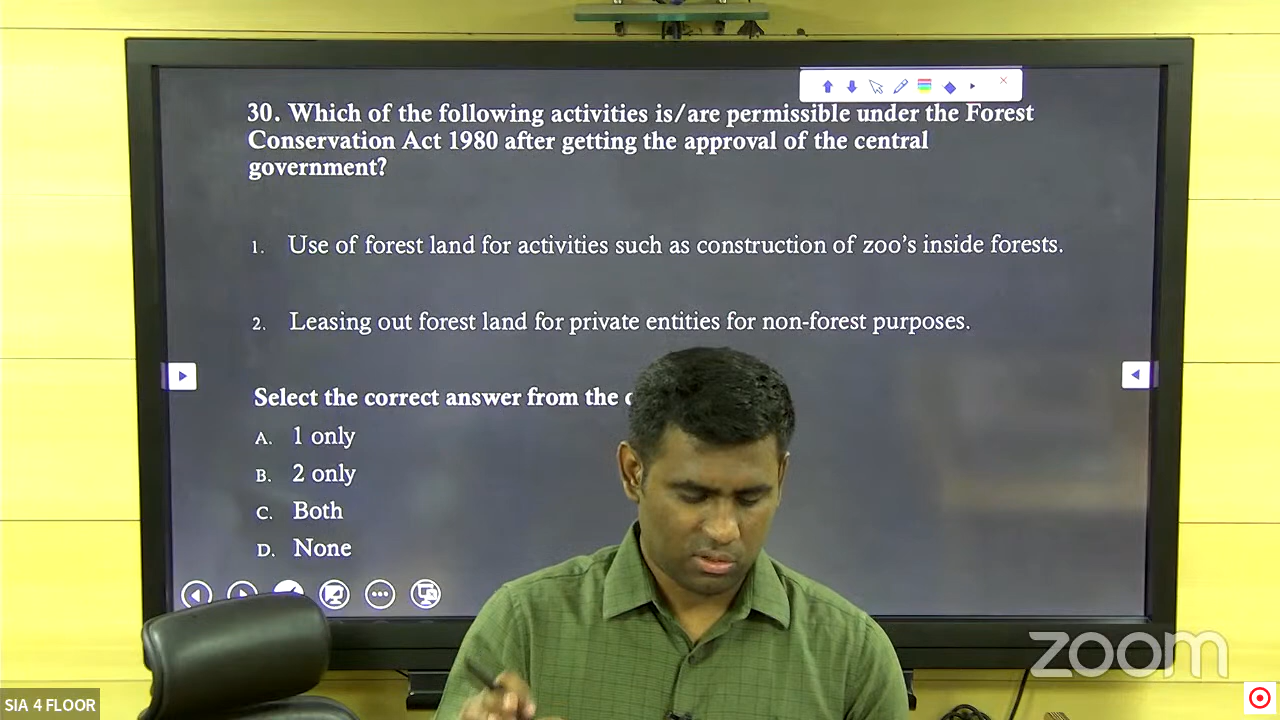 30. Which of the following activities is/are permissible under the Forest
Conservation Act 1980 after getting the approval of the central
government?
1. Use of forest land for activities such as construction of zoo's inside forests.
2. Leasing out forest land for private entities for non-forest purposes.
Select the correct answer from the
A. 1 only
B. 2 only
C. Both
D. None
zoom
SIA 4 FLOOR